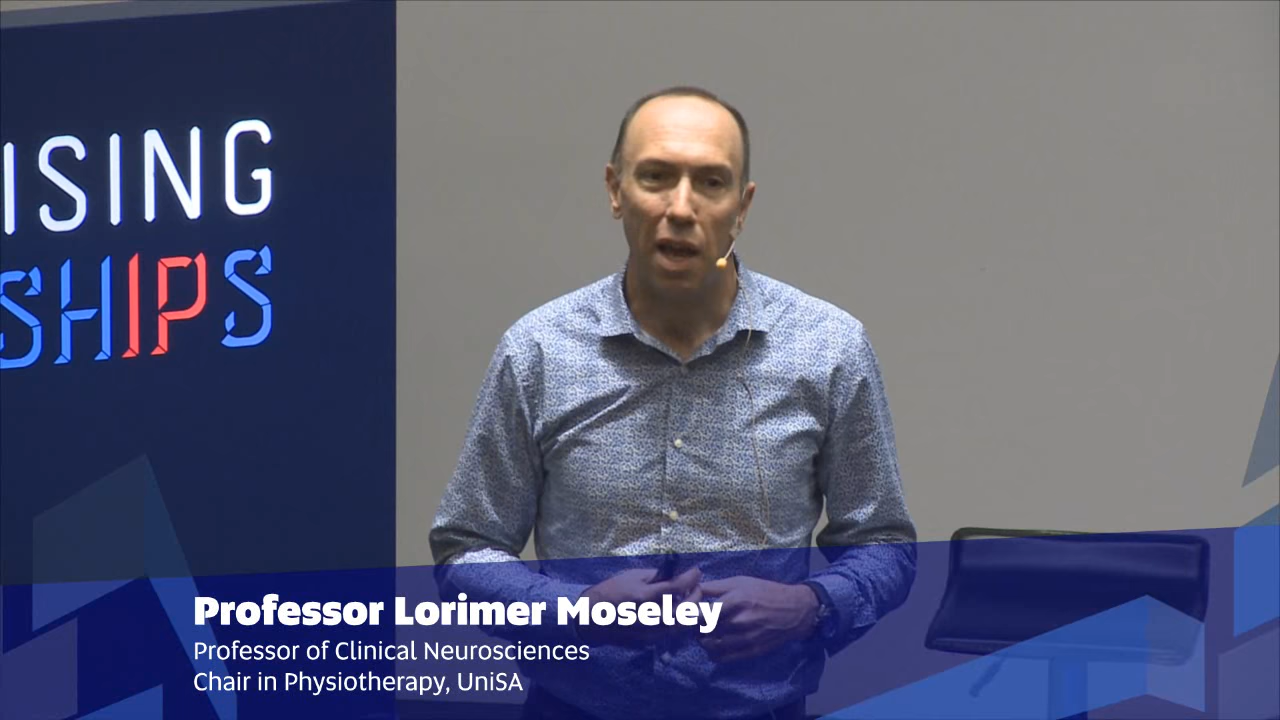 ISING
SHIPS
Professor Lorimer Moseley
Professor of Clinical Neurosciences
Chair in Physiotherapy, UniSA